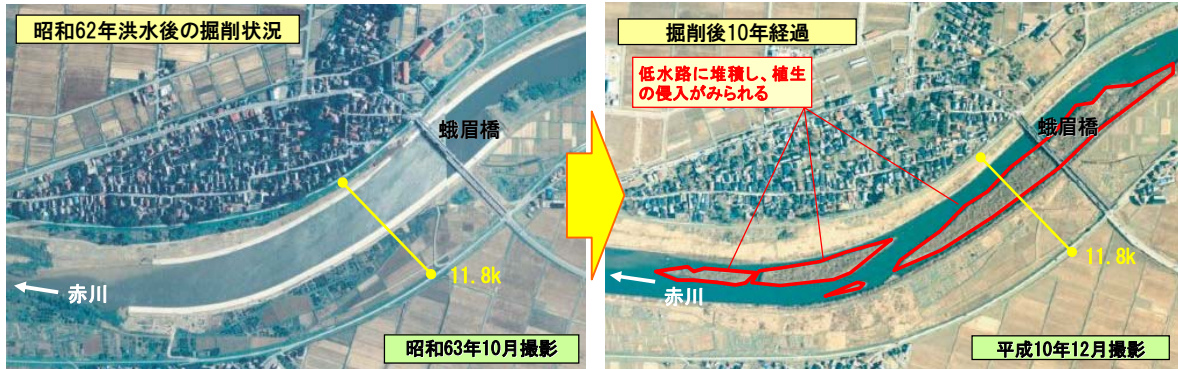 昭和62年洪水後の掘削状況
蛾眉橋
11.8k
赤川
昭和63年10月撮影
掘削後10年経過
低水路に堆積し、植生
の侵入がみられる
蛾眉橋
11.8k
赤川
平成10年12月撮影